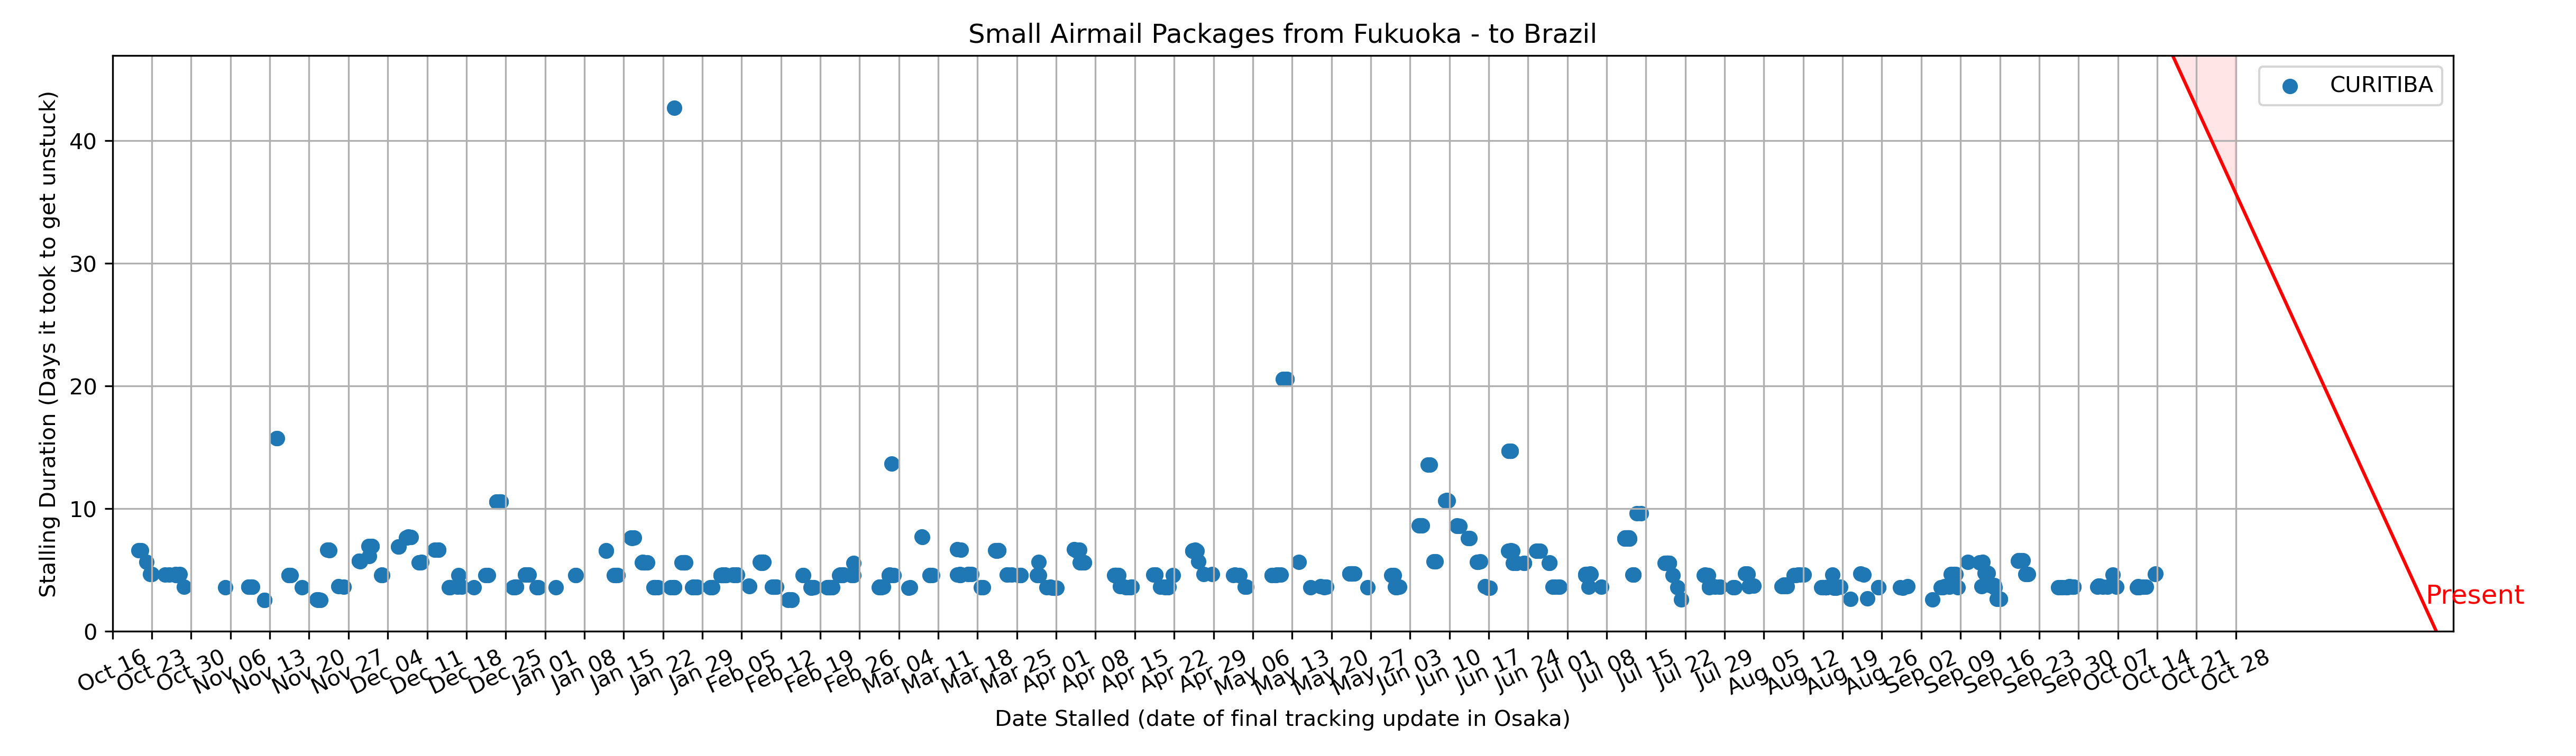 Small Airmail Packages from Fukuoka - to Brazil
CURITIBA
Stalling Duration (Days it took to get unstuck)
40
30
20
10
0
Present
Oct 16
Oct 23
Oct 30
Nov 06
Nov 13
Nov 20
Nov 27
Dec 04
Dec 11
Dec 18
Dec 25
Jan 01
Jan 08
Jan 15
Jan 22
Jan 29
Feb 05
Feb 12
Feb 19
Feb 26
Mar 04
Mar 11
Mar 18
Mar 25
Apr 01
Apr 08
Apr 15
Apr 22
Apr 29
May 06
May 13
May 20
May 27
Jun 03
Jun 10
Jun 17
Jun 24
Jul 01
Jul 08
Jul 15
Jul 22
Jul 29
Aug 05
Aug 12
Aug 19
Aug 26
Sep 02
Sep 09
Sep 16
Sep 23
Sep 30
Oct 07
Oct 14
Oct 21
Oct 28
Date Stalled (date of final tracking update in Osaka)